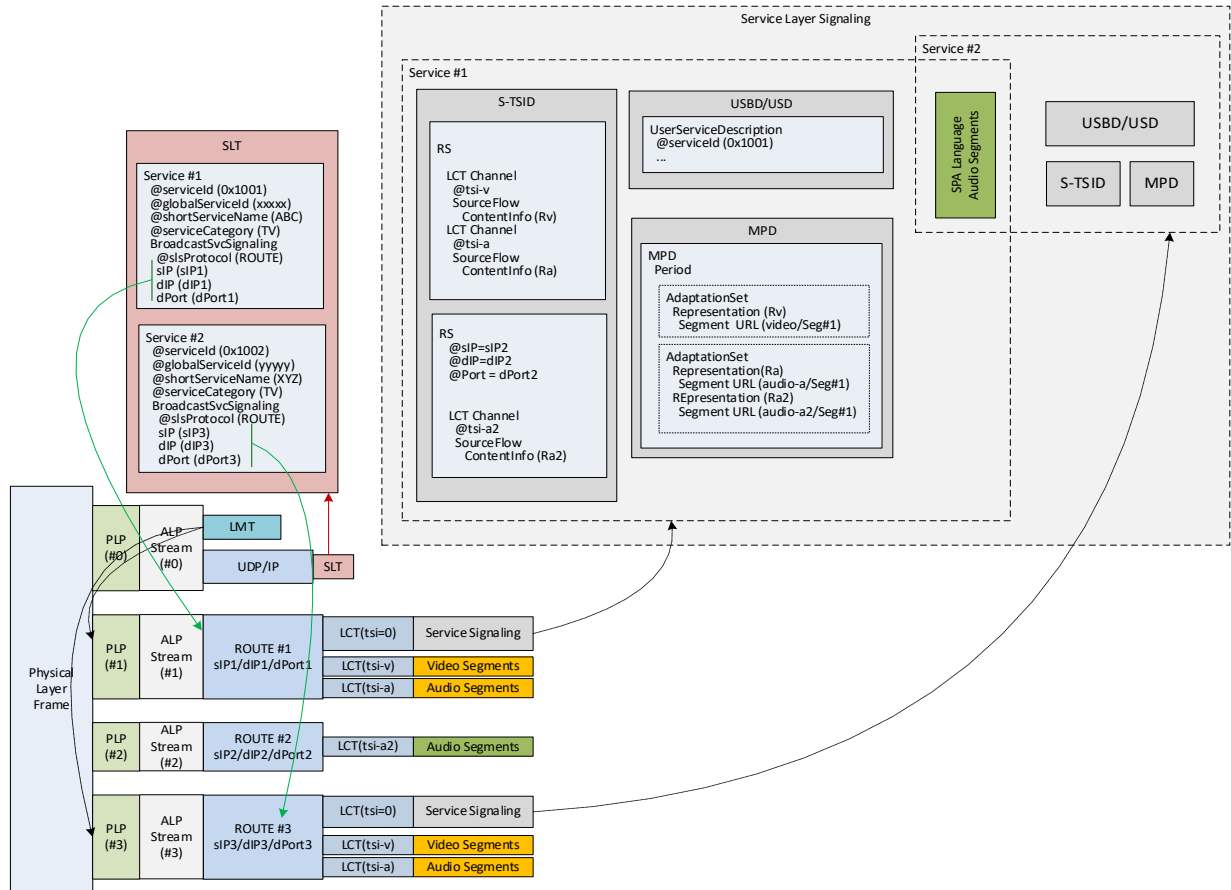 Service Layer Signaling
Service #2
Service #1
S-TSID
RS
LCT Channel
@tsi-v
SourceFlow
ContentInfo (Rv)
LCT Channel
@tsi-a
SourceFlow
ContentInfo (Ra)
RS
@sIP=sIP2
@dIP=dIP2
@Port = dPort2
LCT Channel
@tsi-a2
SourceFlow
ContentInfo (Ra2)
USBD/USD
UserServiceDescription
@serviceId (0x1001)
...
MPD
MPD
Period
AdaptationSet
Representation (Rv)
Segment URL (video/Seg#1)
AdaptationSet
Representation(Ra)
Segment URL (audio-a/Seg#1)
REpresentation (Ra2)
Segment URL (audio-a2/Seg#1)
SPA Language
Audio Segments
USBD/USD
S-TSID
MPD
SLT
Service #1
@serviceId (0x1001)
@globalServiceId (xxxxx)
@shortServiceName (ABC)
@serviceCategory (TV)
BroadcastSvcSignaling
@slsProtocol (ROUTE)
sIP (sIP1)
dIP (dIP1)
dPort (dPort1)
Service #2
@serviceId (0x1002)
@globalServiceId (yyyyy)
@shortServiceName (XYZ)
@serviceCategory (TV)
BroadcastSvcSignaling
@slsProtocol (ROUTE)
sIP (sIP3)
dIP (dIP3)
dPort (dPort3)
Physical
Layer
Frame
PLP
(#0)
ALP
Stream
(#0)
LMT
UDP/IP
SLT
PLP
(#1)
ALP
Stream
(#1)
ROUTE #1
sIP1/dIP1/dPort1
LCT(tsi=0)
Service Signaling
LCT(tsi-v)
Video Segments
LCT(tsi-a)
Audio Segments
PLP
(#2)
ALP
Stream
(#2)
ROUTE #2
sIP2/dIP2/dPort2
LCT(tsi-a2)
Audio Segments
PLP
(#3)
ALP
Stream
(#3)
ROUTE #3
sIP3/dIP3/dPort3
LCT(tsi=0)
Service Signaling
LCT(tsi-v)
Video Segments
LCT(tsi-a)
Audio Segments